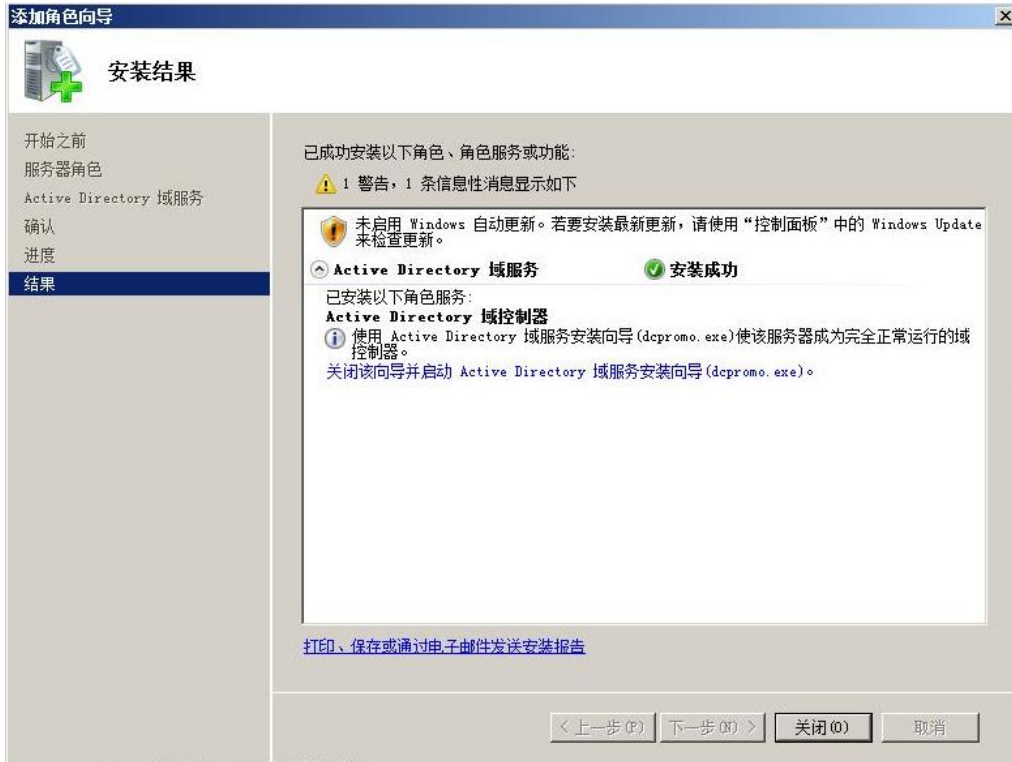 添加角色向导
安装结果
开始之前
服务器角色
Active Directory 域服务
确认
进度
结果
已成功安装以下角色、角色服务或功能:
1 警告，1 条信息性消息显示如下
未启用 Windows 自动更新。若要安装最新更新，请使用“控制面板”中的 Windows Update
来检查更新。
Active Directory 域服务 安装成功
已安装以下角色服务:
Active Directory 域控制器
使用 Active Directory 域服务安装向导(dcpromo.exe)使该服务器成为完全正常运行的域
控制器。
关闭该向导并启动 Active Directory 域服务安装向导(dcpromo.exe)。
打印、保存或通过电子邮件发送安装报告
< 上一步(P) 下一步(N) > 关闭(O) 取消